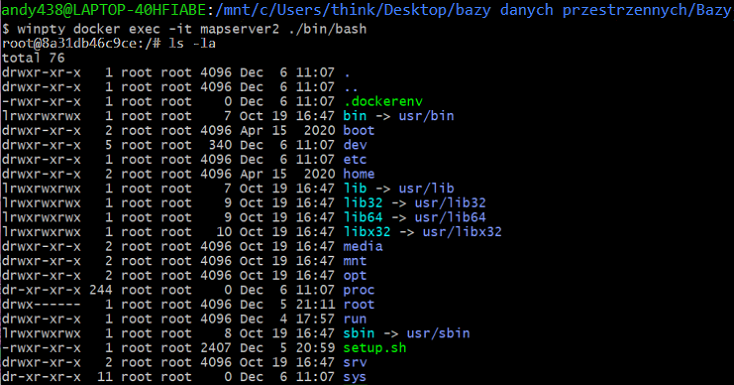 andy438@LAPTOP-40HFIABE:/mnt/c/Users/think/Desktop/bazy danych przestrzennych/Bazy
$ winpty docker exec -it mapserver2 ./bin/bash
root@8a31db46c9ce:/# ls -la
total 76
drwxr-xr-x   1 root root 4096 Dec  6 11:07 .
drwxr-xr-x   1 root root 4096 Dec  6 11:07 ..
-rwxr-xr-x   1 root root    0 Dec  6 11:07 .dockerenv
lrwxrwxrwx   1 root root    7 Oct 19 16:47 bin -> usr/bin
drwxr-xr-x   2 root root 4096 Apr 15  2020 boot
drwxr-xr-x   5 root root  340 Dec  6 11:07 dev
drwxr-xr-x   1 root root 4096 Dec  6 11:07 etc
drwxr-xr-x   2 root root 4096 Apr 15  2020 home
lrwxrwxrwx   1 root root    7 Oct 19 16:47 lib -> usr/lib
lrwxrwxrwx   1 root root    9 Oct 19 16:47 lib32 -> usr/lib32
lrwxrwxrwx   1 root root    9 Oct 19 16:47 lib64 -> usr/lib64
lrwxrwxrwx   1 root root   10 Oct 19 16:47 libx32 -> usr/libx32
drwxr-xr-x   2 root root 4096 Oct 19 16:47 media
drwxr-xr-x   2 root root 4096 Oct 19 16:47 mnt
drwxr-xr-x   2 root root 4096 Oct 19 16:47 opt
dr-xr-xr-x 244 root root    0 Dec  6 11:07 proc
drwx------   1 root root 4096 Dec  5 21:11 root
drwxr-xr-x   1 root root 4096 Dec  4 17:57 run
lrwxrwxrwx   1 root root    8 Oct 19 16:47 sbin -> usr/sbin
-rwxr-xr-x   1 root root 2407 Dec  5 20:59 setup.sh
drwxr-xr-x   2 root root 4096 Oct 19 16:47 srv
dr-xr-xr-x  11 root root    0 Dec  6 11:07 sys